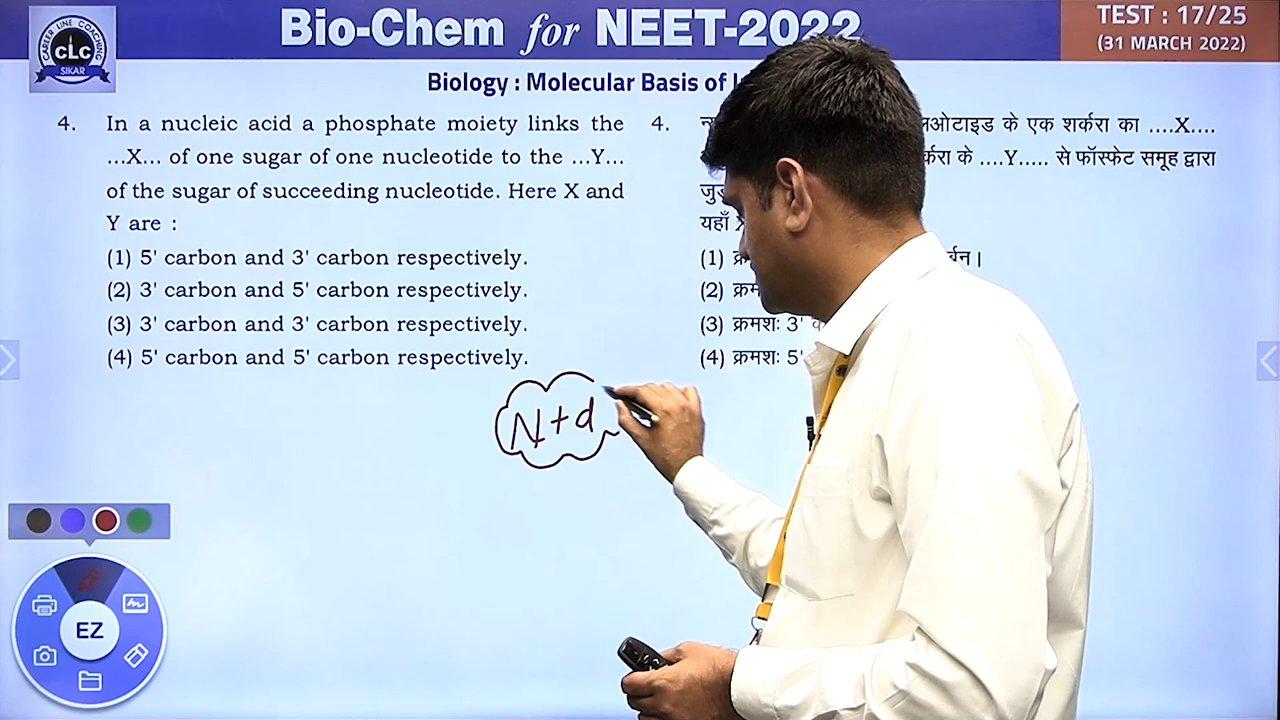 CAREER LINE COACHING
CLC
SIKAR
Bio-Chem for NEET-2022
TEST : 17/25
(31 MARCH 2022)
Biology : Molecular Basis of
4. In a nucleic acid a phosphate moiety links the
...X... of one sugar of one nucleotide to the ...Y...
of the sugar of succeeding nucleotide. Here X and
Y are :
(1) 5' carbon and 3' carbon respectively.
(2) 3' carbon and 5' carbon respectively.
(3) 3' carbon and 3' carbon respectively.
(4) 5' carbon and 5' carbon respectively.
4. के एक शर्करा का ....X....
के ....Y..... से फॉस्फेट समूह द्वारा
यहाँ
(1)
(2)
(3) क्रमशः 3'
(4) क्रमशः 5'
N+d
EZ